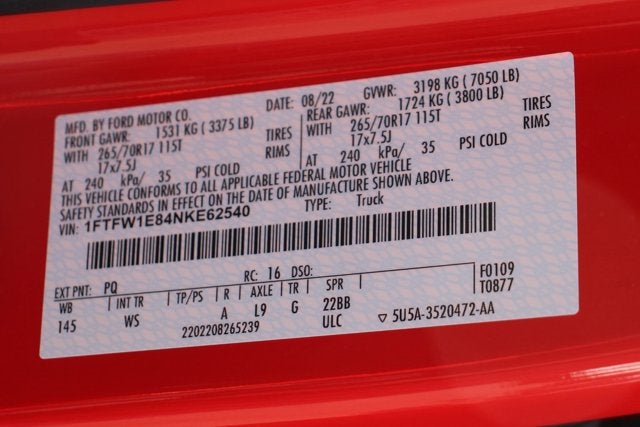 MFD. BY FORD MOTOR CO. DATE: 08/22 GVWR: 3198 KG ( 7050 LB)
FRONT GAWR: 1531 KG ( 3375 LB) REAR GAWR: 1724 KG ( 3800 LB)
WITH 265/70R17 115T TIRES WITH 265/70R17 115T TIRES
17x7.5J RIMS 17x7.5J RIMS
AT 240 kPa/ 35 PSI COLD AT 240 kPa/ 35 PSI COLD
THIS VEHICLE CONFORMS TO ALL APPLICABLE FEDERAL MOTOR VEHICLE
SAFETY STANDARDS IN EFFECT ON THE DATE OF MANUFACTURE SHOWN ABOVE.
VIN: 1FTFW1E84NKE62540 TYPE: Truck
EXT PNT: PQ RC: 16 DSO: F0109
WB INT TR TP/PS R AXLE TR SPR T0877
145 WS A L9 G 22BB
2202208265239 ULC ▽ 5U5A-3520472-AA